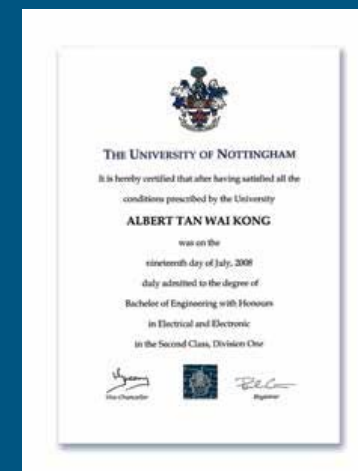 THE UNIVERSITY OF NOTTINGHAM
It is hereby certified that after having satisfied all the
conditions prescribed by the University
ALBERT TAN WAI KONG
was on the
nineteenth day of July, 2008
duly admitted to the degree of
Bachelor of Engineering with Honours
in Electrical and Electronic
in the Second Class, Division One
Vice-Chancellor
Registrar